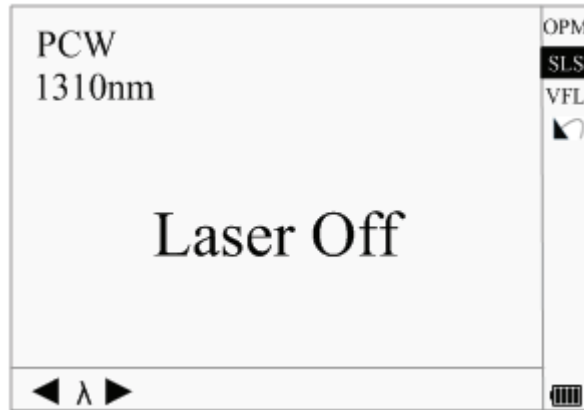 PCW
1310nm
Laser Off
◀ λ ▶
OPM
SLS
VFL